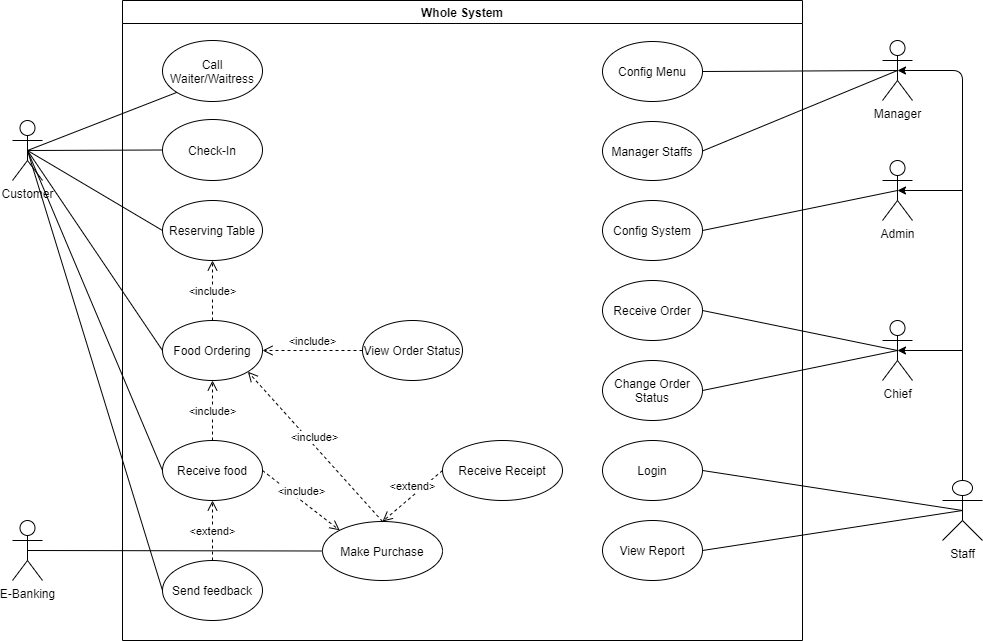 Whole System
Call
Waiter/Waitress
Config Menu
Manager
Check-In
Manager Staffs
Customer
Reserving Table
Config System
Admin
<include>
Receive Order
<include>
Food Ordering
View Order Status
Change Order
Status
Chief
<include>
<include>
Receive food
Receive Receipt
Login
<include>
<extend>
<extend>
Make Purchase
View Report
Staff
E-Banking
Send feedback